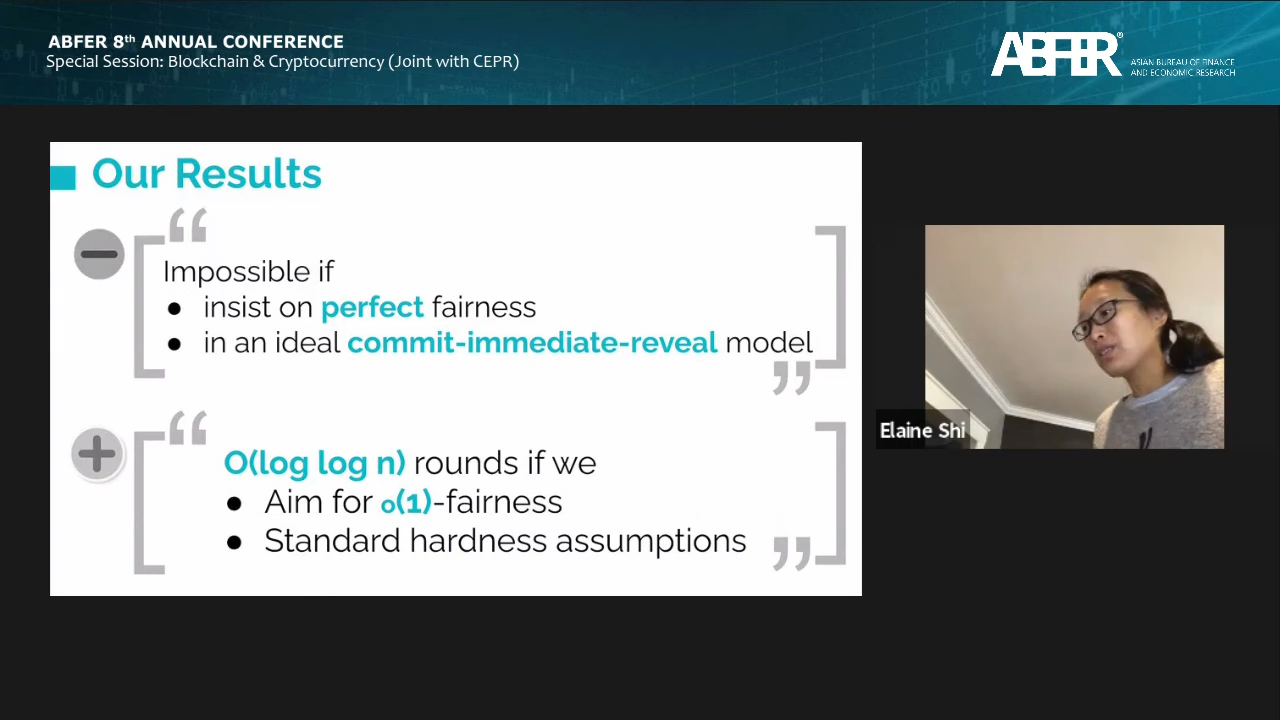 ABFER 8th ANNUAL CONFERENCE
Special Session: Blockchain & Cryptocurrency (Joint with CEPR)
ABFER®
ASIAN BUREAU OF FINANCE
AND ECONOMIC RESEARCH
Our Results
“
Impossible if
● insist on perfect fairness
● in an ideal commit-immediate-reveal model
”
“
O(log log n) rounds if we
● Aim for o(1)-fairness
● Standard hardness assumptions
”
Elaine Shi